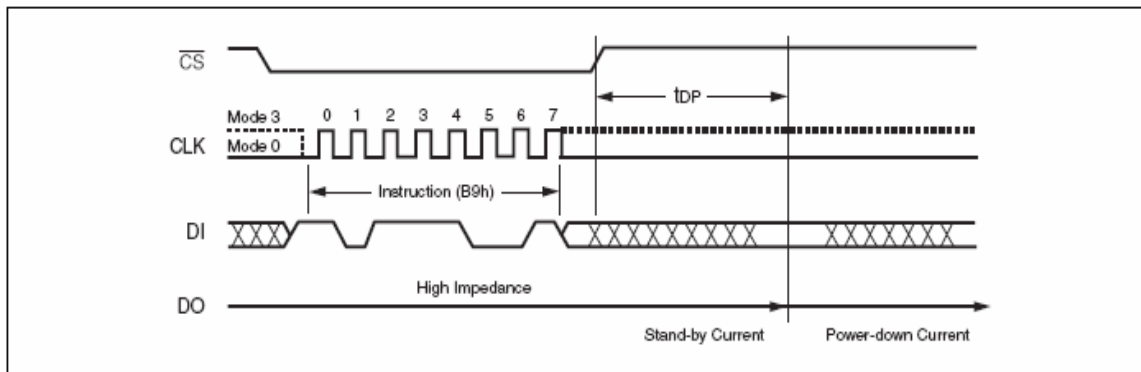 CS
tDP
Mode 3
0 1 2 3 4 5 6 7
CLK
Mode 0
Instruction (B9h)
DI
High Impedance
DO
Stand-by Current
Power-down Current